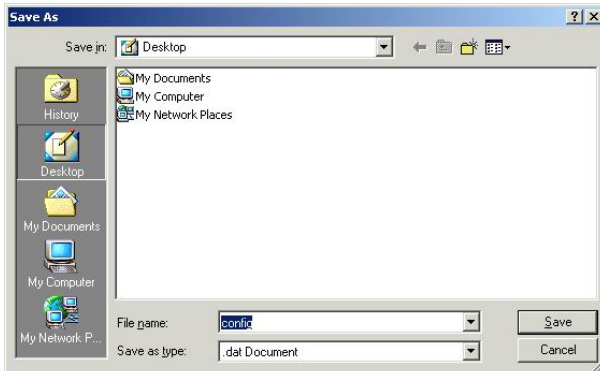 Save As
Save in:
Desktop
History
Desktop
My Documents
My Computer
My Network P...
My Documents
My Computer
My Network Places
File name:
config
Save
Save as type:
.dat Document
Cancel